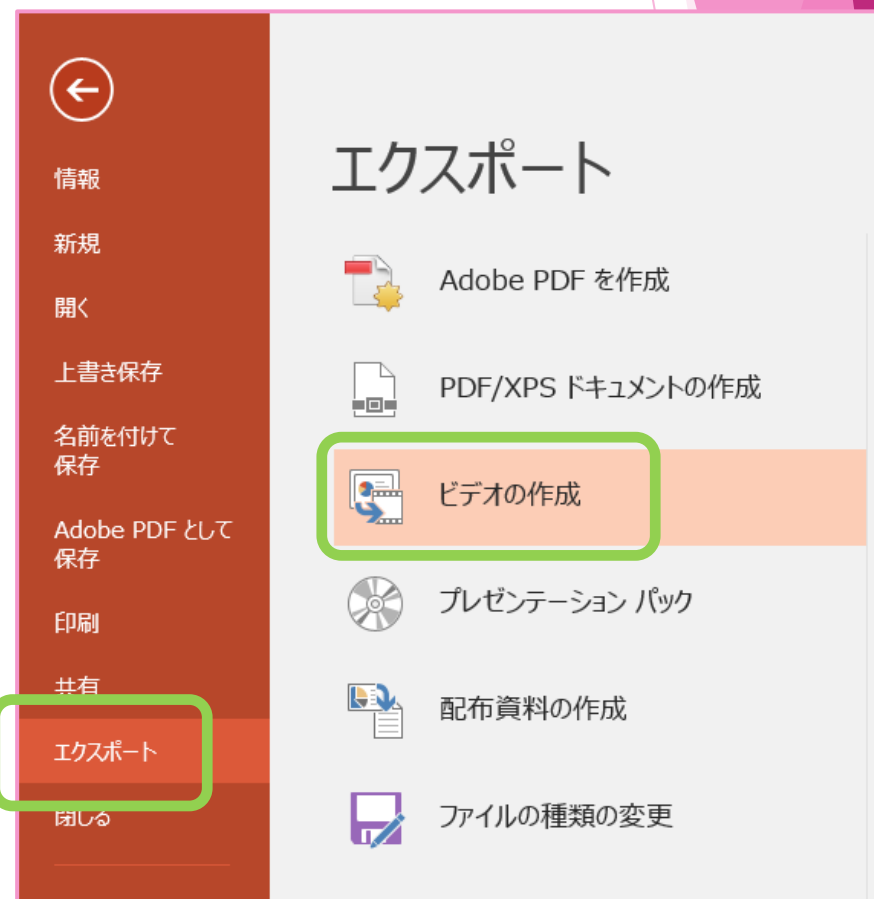 情報
新規
開く
上書き保存
名前を付けて
保存
Adobe PDF として
保存
印刷
共有
エクスポート
閉じる
エクスポート
Adobe PDF を作成
PDF/XPS ドキュメントの作成
ビデオの作成
プレゼンテーション パック
配布資料の作成
ファイルの種類の変更